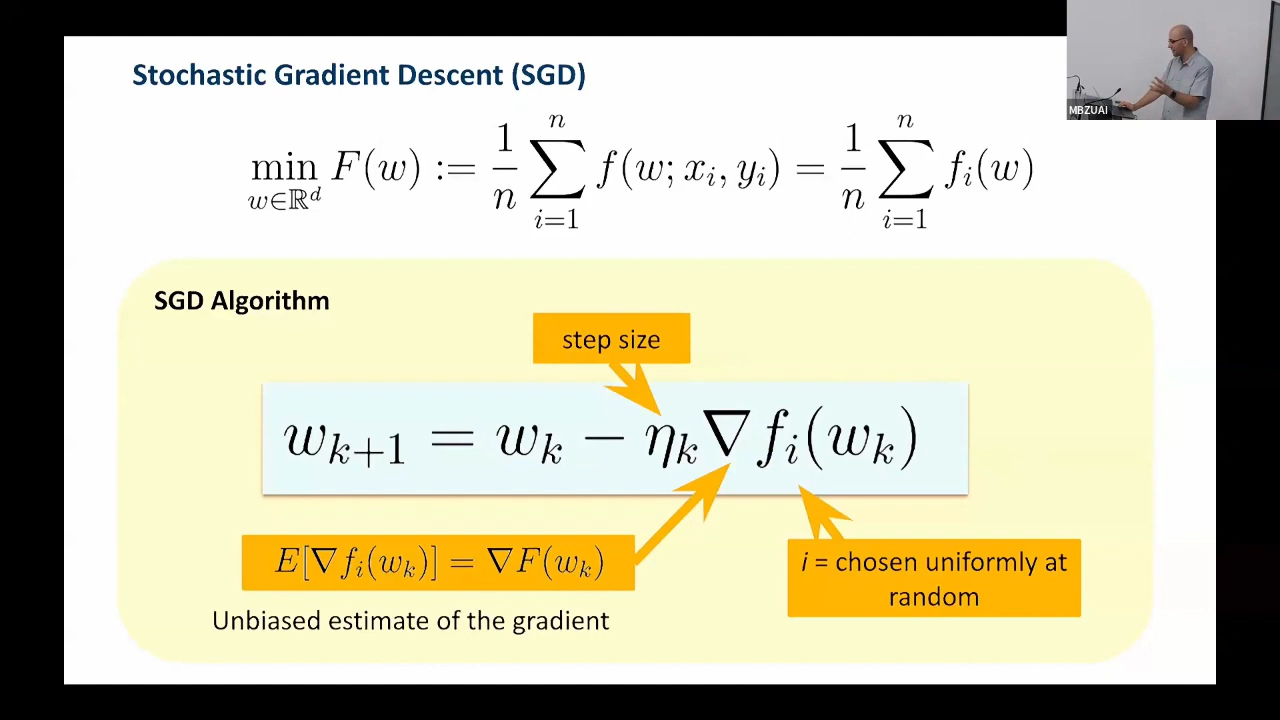 Stochastic Gradient Descent (SGD)
MBZUAI
min_{w∈ℝ^d} F(w) := 1/n ∑_{i=1}^{n} f(w; x_i, y_i) = 1/n ∑_{i=1}^{n} f_i(w)
SGD Algorithm
step size
w_{k+1} = w_k − η_k ∇f_i(w_k)
E[∇f_i(w_k)] = ∇F(w_k)
i = chosen uniformly at
random
Unbiased estimate of the gradient